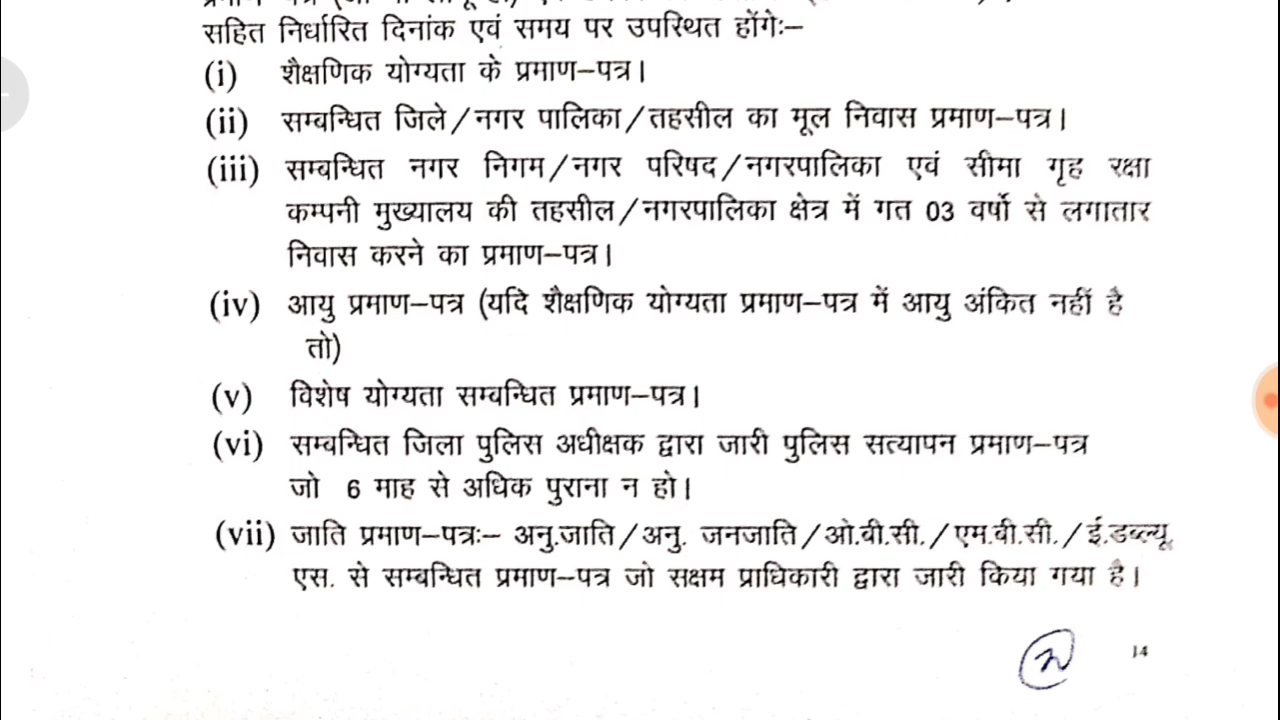 सहित निर्धारित दिनांक एवं समय पर उपस्थित होंगेः–
(i) शैक्षणिक योग्यता के प्रमाण–पत्र।
(ii) सम्बन्धित जिले/नगर पालिका/तहसील का मूल निवास प्रमाण–पत्र।
(iii) सम्बन्धित नगर निगम/नगर परिषद/नगरपालिका एवं सीमा गृह रक्षा
कम्पनी मुख्यालय की तहसील/नगरपालिका क्षेत्र में गत 03 वर्षो से लगातार
निवास करने का प्रमाण–पत्र।
(iv) आयु प्रमाण–पत्र (यदि शैक्षणिक योग्यता प्रमाण–पत्र में आयु अंकित नहीं है
तो)
(v) विशेष योग्यता सम्बन्धित प्रमाण–पत्र।
(vi) सम्बन्धित जिला पुलिस अधीक्षक द्वारा जारी पुलिस सत्यापन प्रमाण–पत्र
जो 6 माह से अधिक पुराना न हो।
(vii) जाति प्रमाण–पत्रः– अनु.जाति/अनु. जनजाति/ओ.बी.सी./एम.बी.सी./ई.डब्ल्यू.
एस. से सम्बन्धित प्रमाण–पत्र जो सक्षम प्राधिकारी द्वारा जारी किया गया है।
14